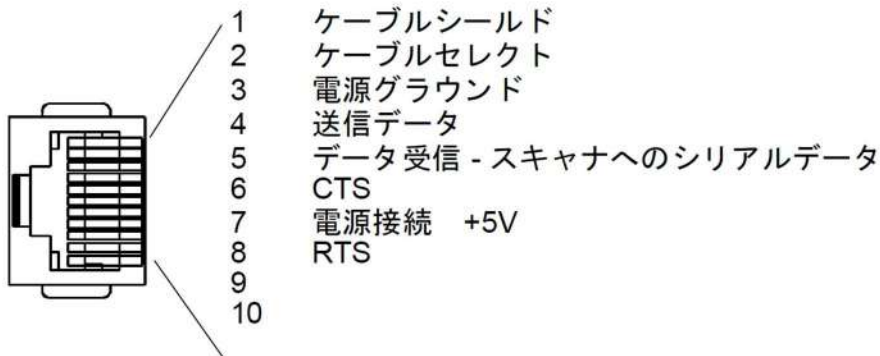 1 ケーブルシールド
2 ケーブルセレクト
3 電源グラウンド
4 送信データ
5 データ受信 - スキャナへのシリアルデータ
6 CTS
7 電源接続 +5V
8 RTS
9
10